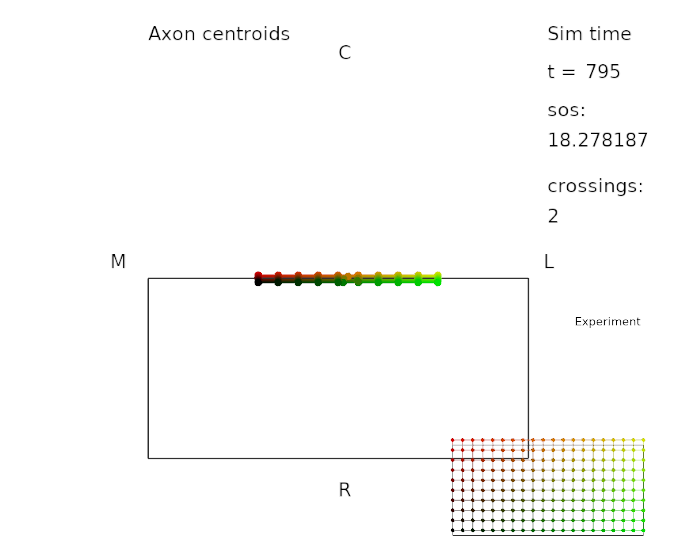 Axon centroids
C
Sim time
t = 795
sos:
18.278187
crossings:
2
M
L
Experiment
R